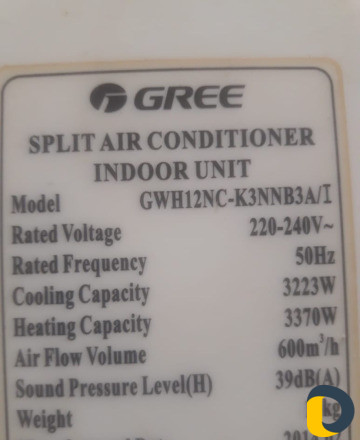 GREE
SPLIT AIR CONDITIONER
INDOOR UNIT
Model GWH12NC-K3NNB3A/I
Rated Voltage 220-240V~
Rated Frequency 50Hz
Cooling Capacity 3223W
Heating Capacity 3370W
Air Flow Volume 600m³/h
Sound Pressure Level(H) 39dB(A)
Weight kg